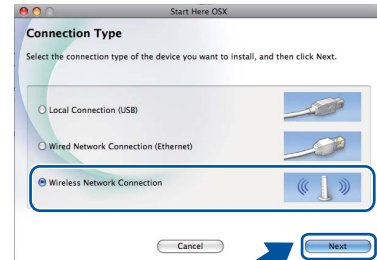 Start Here OSX
Connection Type
Select the connection type of the device you want to install, and then click Next.
Local Connection (USB)
Wired Network Connection (Ethernet)
Wireless Network Connection
Cancel
Next